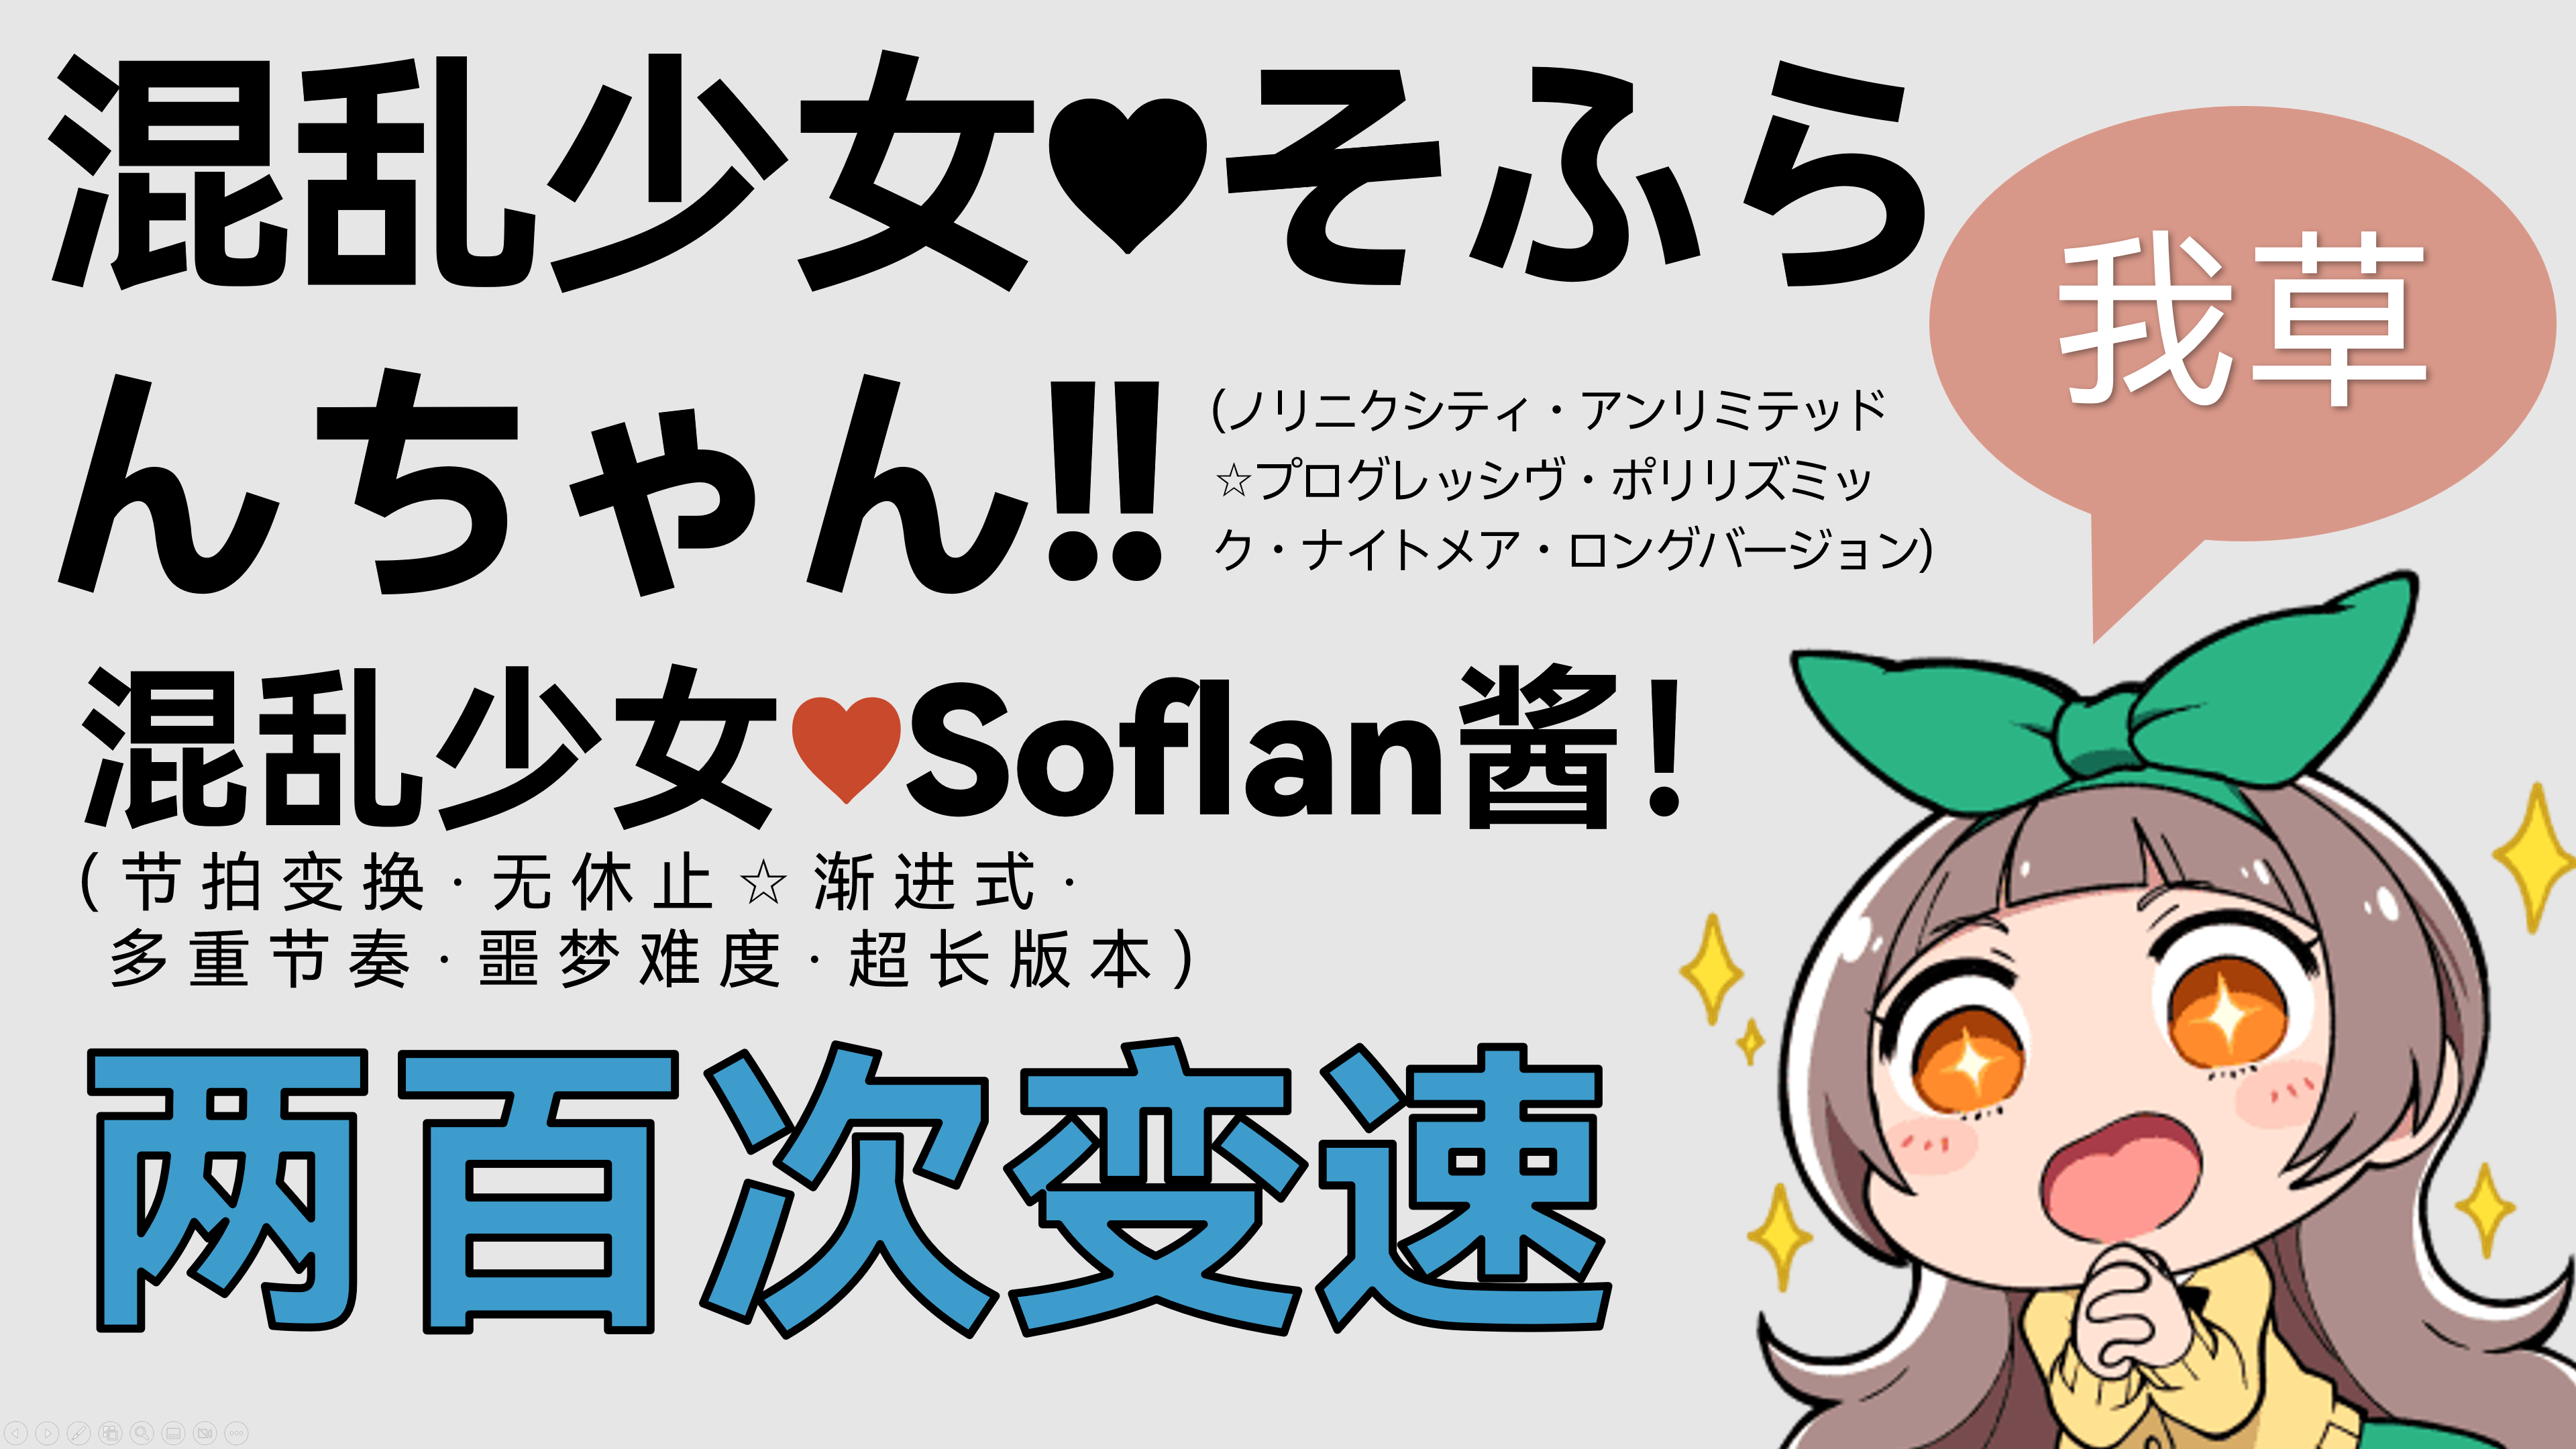 混乱少女♥そふら
んちゃん!!
(ノリニクシティ・アンリミテッド
☆プログレッシヴ・ポリリズミッ
ク・ナイトメア・ロングバージョン)
我草
混乱少女♥Soflan酱!
(节拍变换·无休止☆渐进式·
多重节奏·噩梦难度·超长版本)
两百次变速